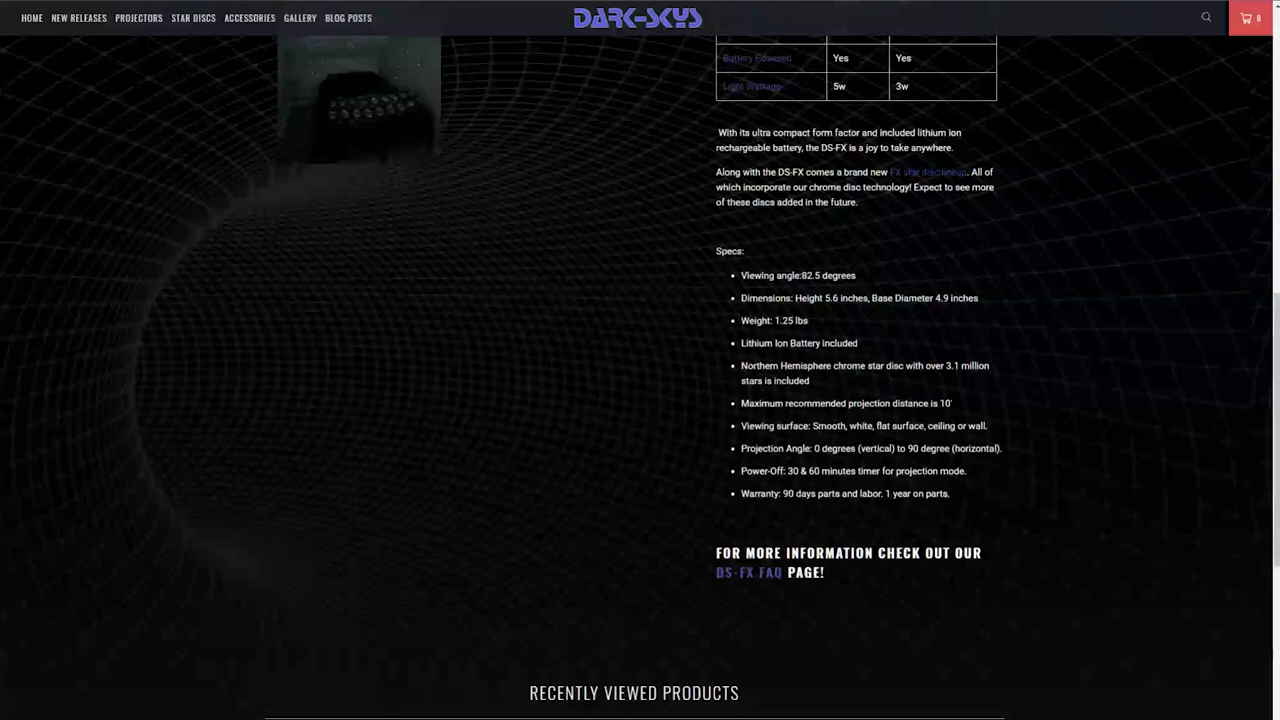 HOME NEW RELEASES PROJECTORS STAR DISCS ACCESSORIES GALLERY BLOG POSTS
DARK-SKYS
0
Battery Powered Yes Yes
Light Wattage 5w 3w
With its ultra compact form factor and included lithium ion
rechargeable battery, the DS-FX is a joy to take anywhere.
Along with the DS-FX comes a brand new FX star disc lineup. All of
which incorporate our chrome disc technology! Expect to see more
of these discs added in the future.
Specs:
• Viewing angle:82.5 degrees
• Dimensions: Height 5.6 inches, Base Diameter 4.9 inches
• Weight: 1.25 lbs
• Lithium Ion Battery included
• Northern Hemisphere chrome star disc with over 3.1 million
stars is included
• Maximum recommended projection distance is 10'
• Viewing surface: Smooth, white, flat surface, ceiling or wall.
• Projection Angle: 0 degrees (vertical) to 90 degree (horizontal).
• Power-Off: 30 & 60 minutes timer for projection mode.
• Warranty: 90 days parts and labor. 1 year on parts.
FOR MORE INFORMATION CHECK OUT OUR
DS-FX FAQ PAGE!
RECENTLY VIEWED PRODUCTS